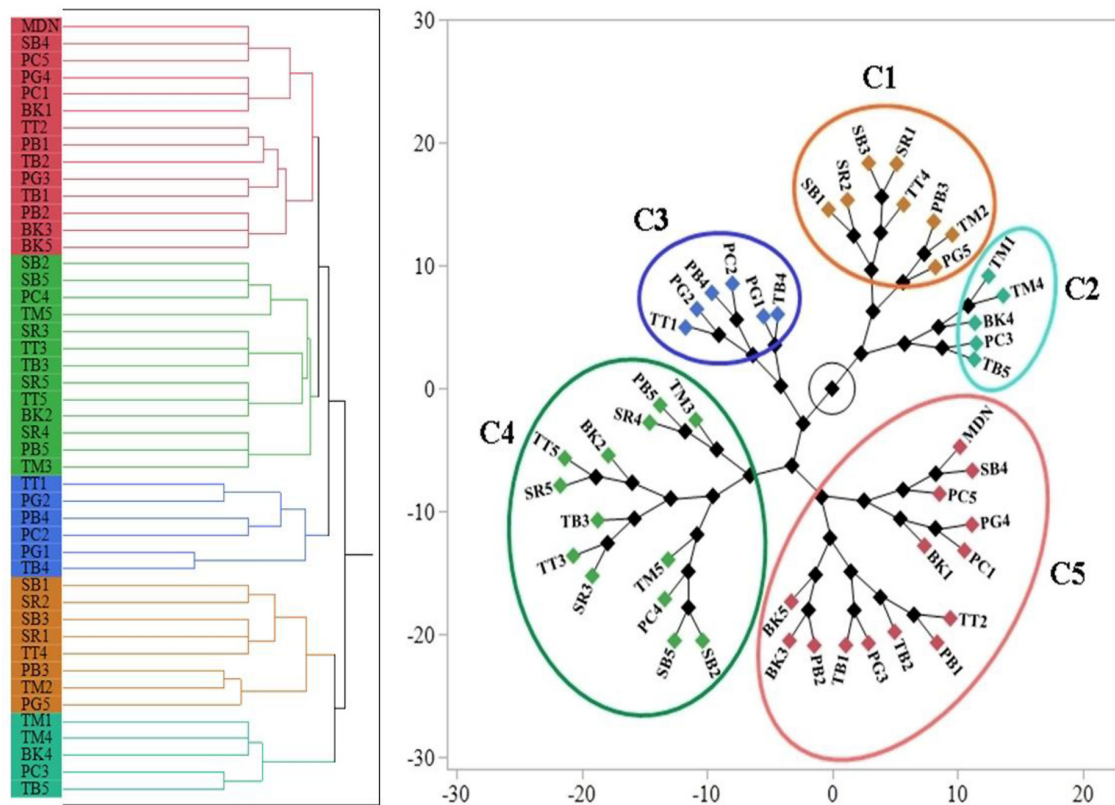 MDN
SB4
PC5
PG4
PC1
BK1
TT2
PB1
TB2
PG3
TB1
PB2
BK3
BK5
SB2
SB5
PC4
TM5
SR3
TT3
TB3
SR5
TT5
BK2
SR4
PB5
TM3
TT1
PG2
PB4
PC2
PG1
TB4
SB1
SR2
SB3
SR1
TT4
PB3
TM2
PG5
TM1
TM4
BK4
PC3
TB5
30
20
10
0
-10
-20
-30
-30
-20
-10
0
10
20
C1
SB1
SR2
SB3
SR1
TT4
PB3
TM2
PG5
C2
TM1
TM4
BK4
PC3
TB5
C3
TT1
PG2
PB4
PC2
PG1
TB4
C4
PB5
TM3
SR4
BK2
TT5
SR5
TB3
TT3
SR3
TM5
PC4
SB5
SB2
C5
MDN
SB4
PC5
PG4
PC1
BK1
TT2
PB1
TB2
PG3
TB1
PB2
BK3
BK5